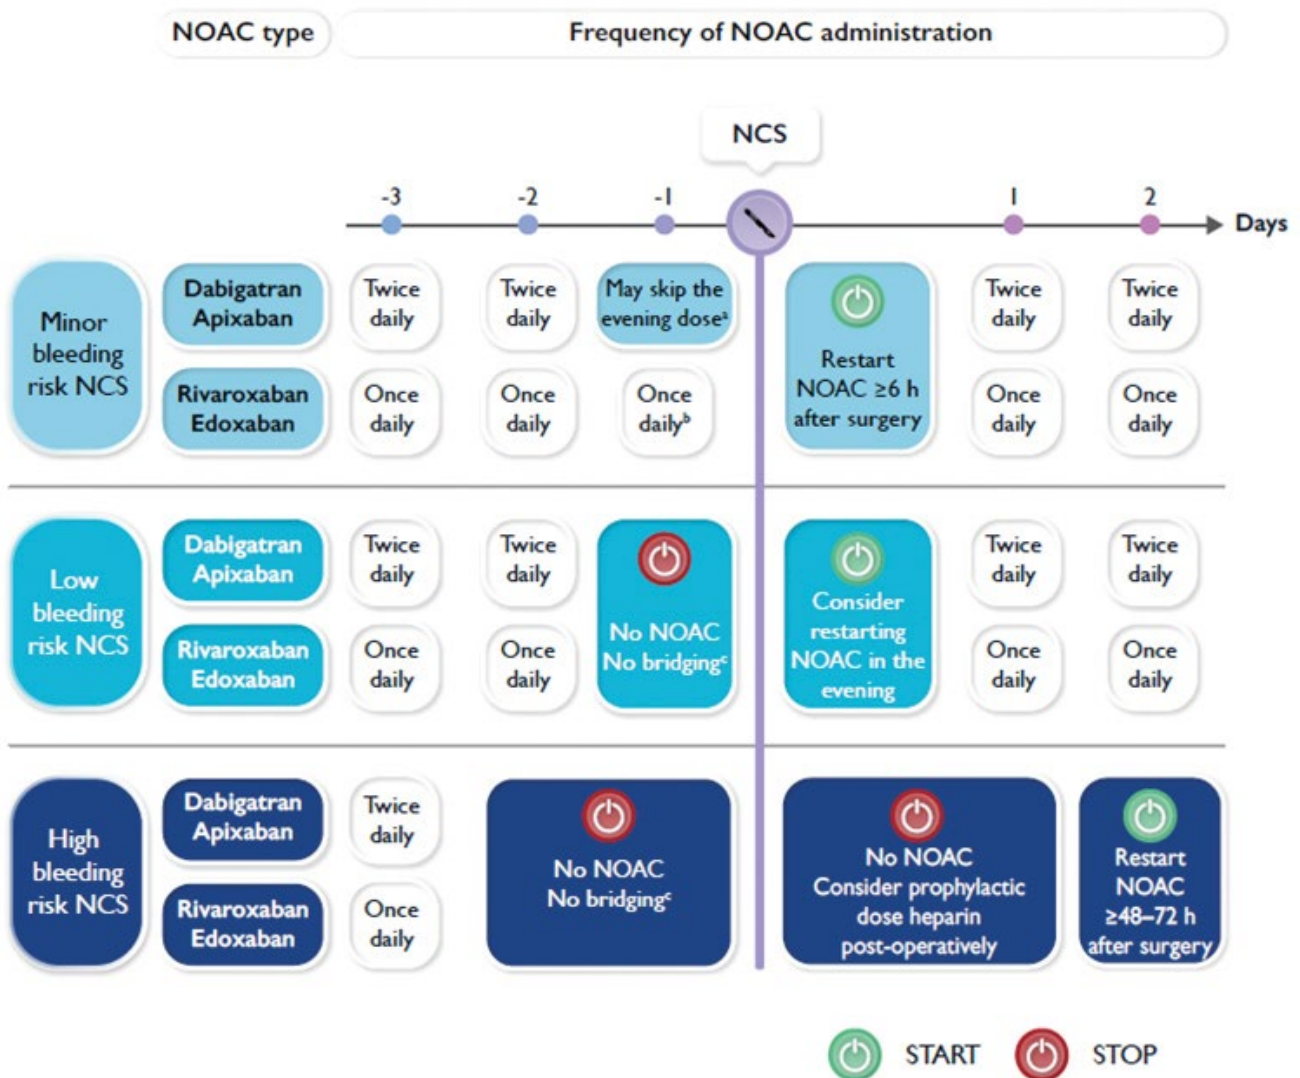 NOAC type
Frequency of NOAC administration
NCS
-3
-2
-1
1
2
Days
Minor
bleeding
risk NCS
Dabigatran
Apixaban
Twice
daily
Twice
daily
May skip the
evening doseᵃ
Restart
NOAC ≥6 h
after surgery
Twice
daily
Twice
daily
Rivaroxaban
Edoxaban
Once
daily
Once
daily
Once
dailyᵇ
Once
daily
Once
daily
Low
bleeding
risk NCS
Dabigatran
Apixaban
Twice
daily
Twice
daily
No NOAC
No bridgingᶜ
Consider
restarting
NOAC in the
evening
Twice
daily
Twice
daily
Rivaroxaban
Edoxaban
Once
daily
Once
daily
Once
daily
Once
daily
High
bleeding
risk NCS
Dabigatran
Apixaban
Twice
daily
No NOAC
No bridgingᶜ
No NOAC
Consider prophylactic
dose heparin
post-operatively
Restart
NOAC
≥48–72 h
after surgery
Rivaroxaban
Edoxaban
Once
daily
START
STOP